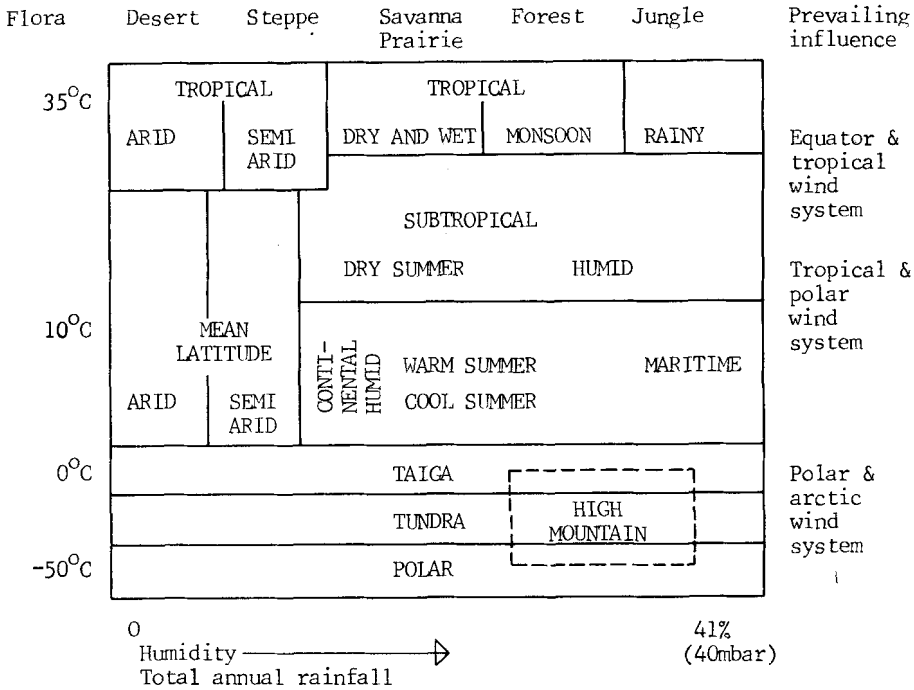 Flora Desert Steppe Savanna Forest Jungle Prevailing
Prairie influence
TROPICAL TROPICAL
35°C
ARID SEMI DRY AND WET MONSOON RAINY Equator &
ARID tropical
wind
system
SUBTROPICAL
DRY SUMMER HUMID Tropical &
polar
10°C MEAN wind
LATITUDE system
CONTI-
NENTAL
HUMID
WARM SUMMER MARITIME
ARID SEMI COOL SUMMER
ARID
0°C TAIGA Polar &
arctic
HIGH
TUNDRA MOUNTAIN wind
system
-50°C POLAR
0 41%
Humidity (40mbar)
Total annual rainfall